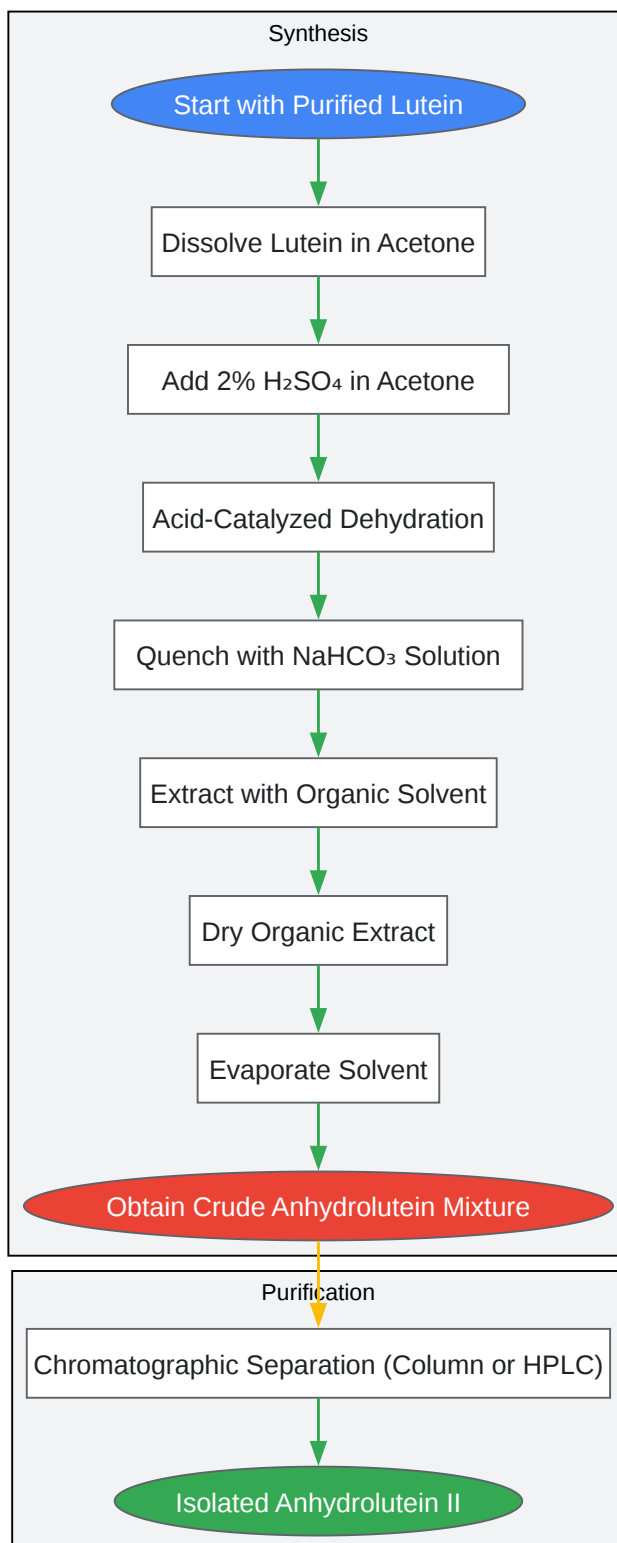 Synthesis
Start with Purified Lutein
Dissolve Lutein in Acetone
Add 2% H₂SO₄ in Acetone
Acid-Catalyzed Dehydration
Quench with NaHCO₃ Solution
Extract with Organic Solvent
Dry Organic Extract
Evaporate Solvent
Obtain Crude Anhydrolutein Mixture
Purification
Chromatographic Separation (Column or HPLC)
Isolated Anhydrolutein II